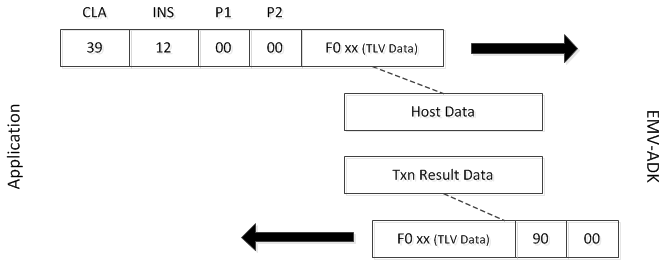 CLA INS P1 P2
39 12 00 00 F0 xx (TLV Data)
Host Data
Application
EMV-ADK
Txn Result Data
F0 xx (TLV Data) 90 00